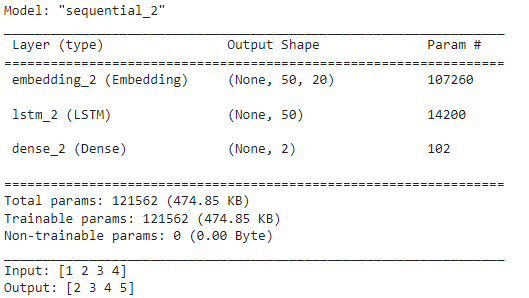 Model: "sequential_2"
_________________________________________________________________
Layer (type) Output Shape Param #
=================================================================
embedding_2 (Embedding) (None, 50, 20) 107260
lstm_2 (LSTM) (None, 50) 14200
dense_2 (Dense) (None, 2) 102
=================================================================
Total params: 121562 (474.85 KB)
Trainable params: 121562 (474.85 KB)
Non-trainable params: 0 (0.00 Byte)
_________________________________________________________________
Input: [1 2 3 4]
Output: [2 3 4 5]